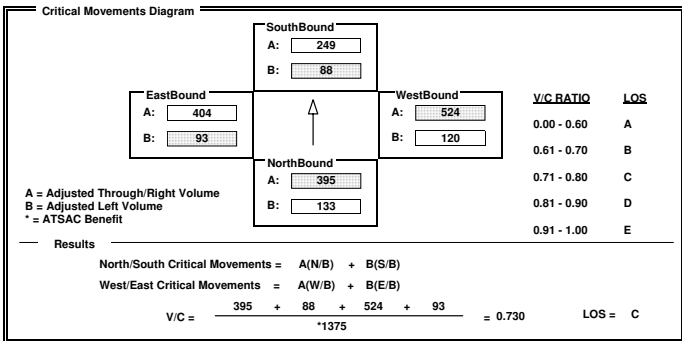 Critical Movements Diagram
SouthBound
A: 249
B: 88
EastBound
A: 404
B: 93
WestBound
A: 524
B: 120
NorthBound
A: 395
B: 133
V/C RATIO LOS
0.00 - 0.60 A
0.61 - 0.70 B
0.71 - 0.80 C
0.81 - 0.90 D
0.91 - 1.00 E
A = Adjusted Through/Right Volume
B = Adjusted Left Volume
* = ATSAC Benefit
Results
North/South Critical Movements = A(N/B) + B(S/B)
West/East Critical Movements = A(W/B) + B(E/B)
V/C = 395 + 88 + 524 + 93 = 0.730 LOS = C
*1375